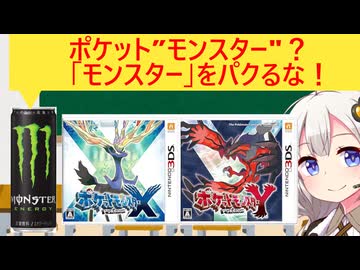 ポケット”モンスター"？
「モンスター」をパクるな！
MONSTER
ENERGY
NINTENDO 3DS
ポケットモンスター X
POKEMON
NINTENDO 3DS
ポケットモンスター Y
POKEMON